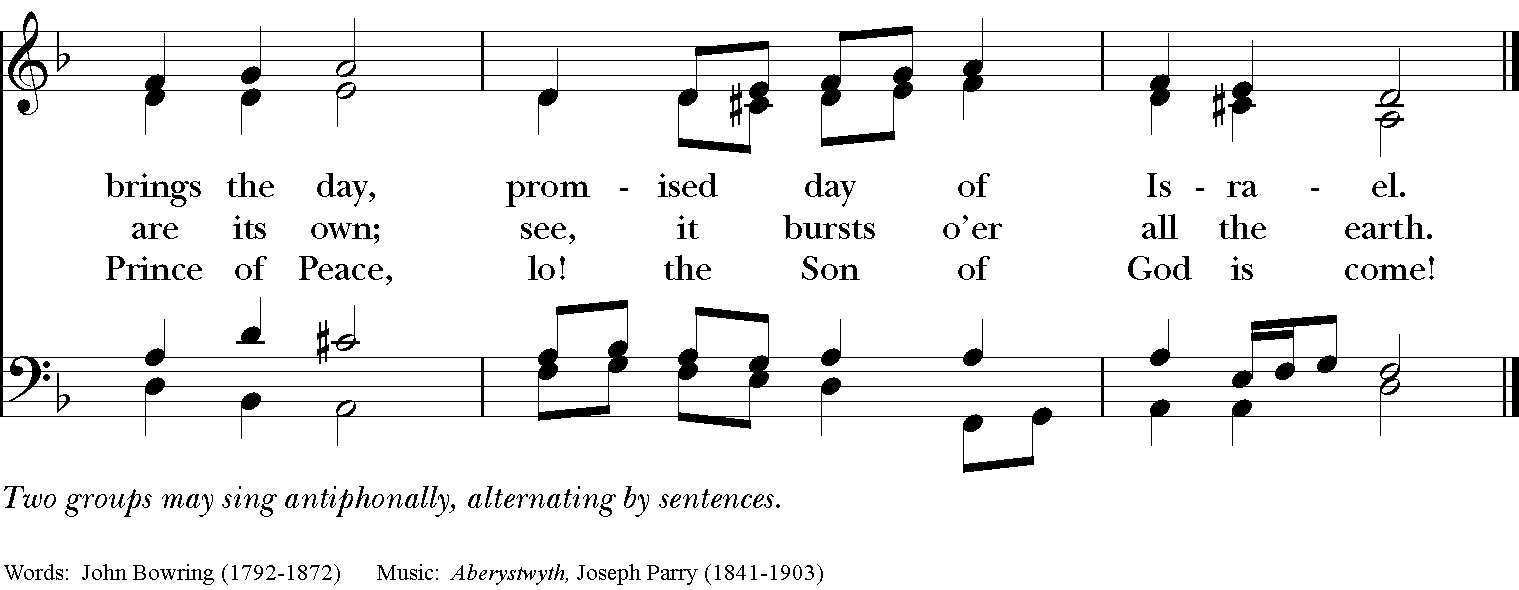 brings the day, prom - ised day of Is - ra - el.
are its own; see, it bursts o’er all the earth.
Prince of Peace, lo! the Son of God is come!
Two groups may sing antiphonally, alternating by sentences.
Words: John Bowring (1792-1872) Music: Aberystwyth, Joseph Parry (1841-1903)